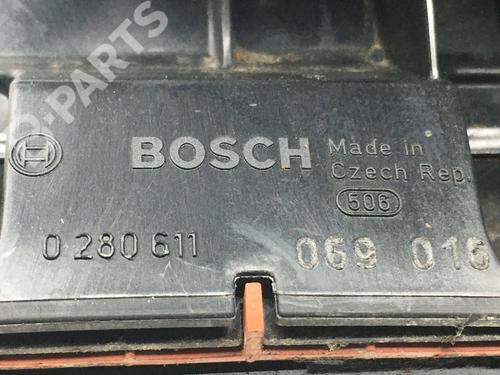 B-PARTS
BOSCH
Made in
Czech Rep.
506
0 280 611 069 016